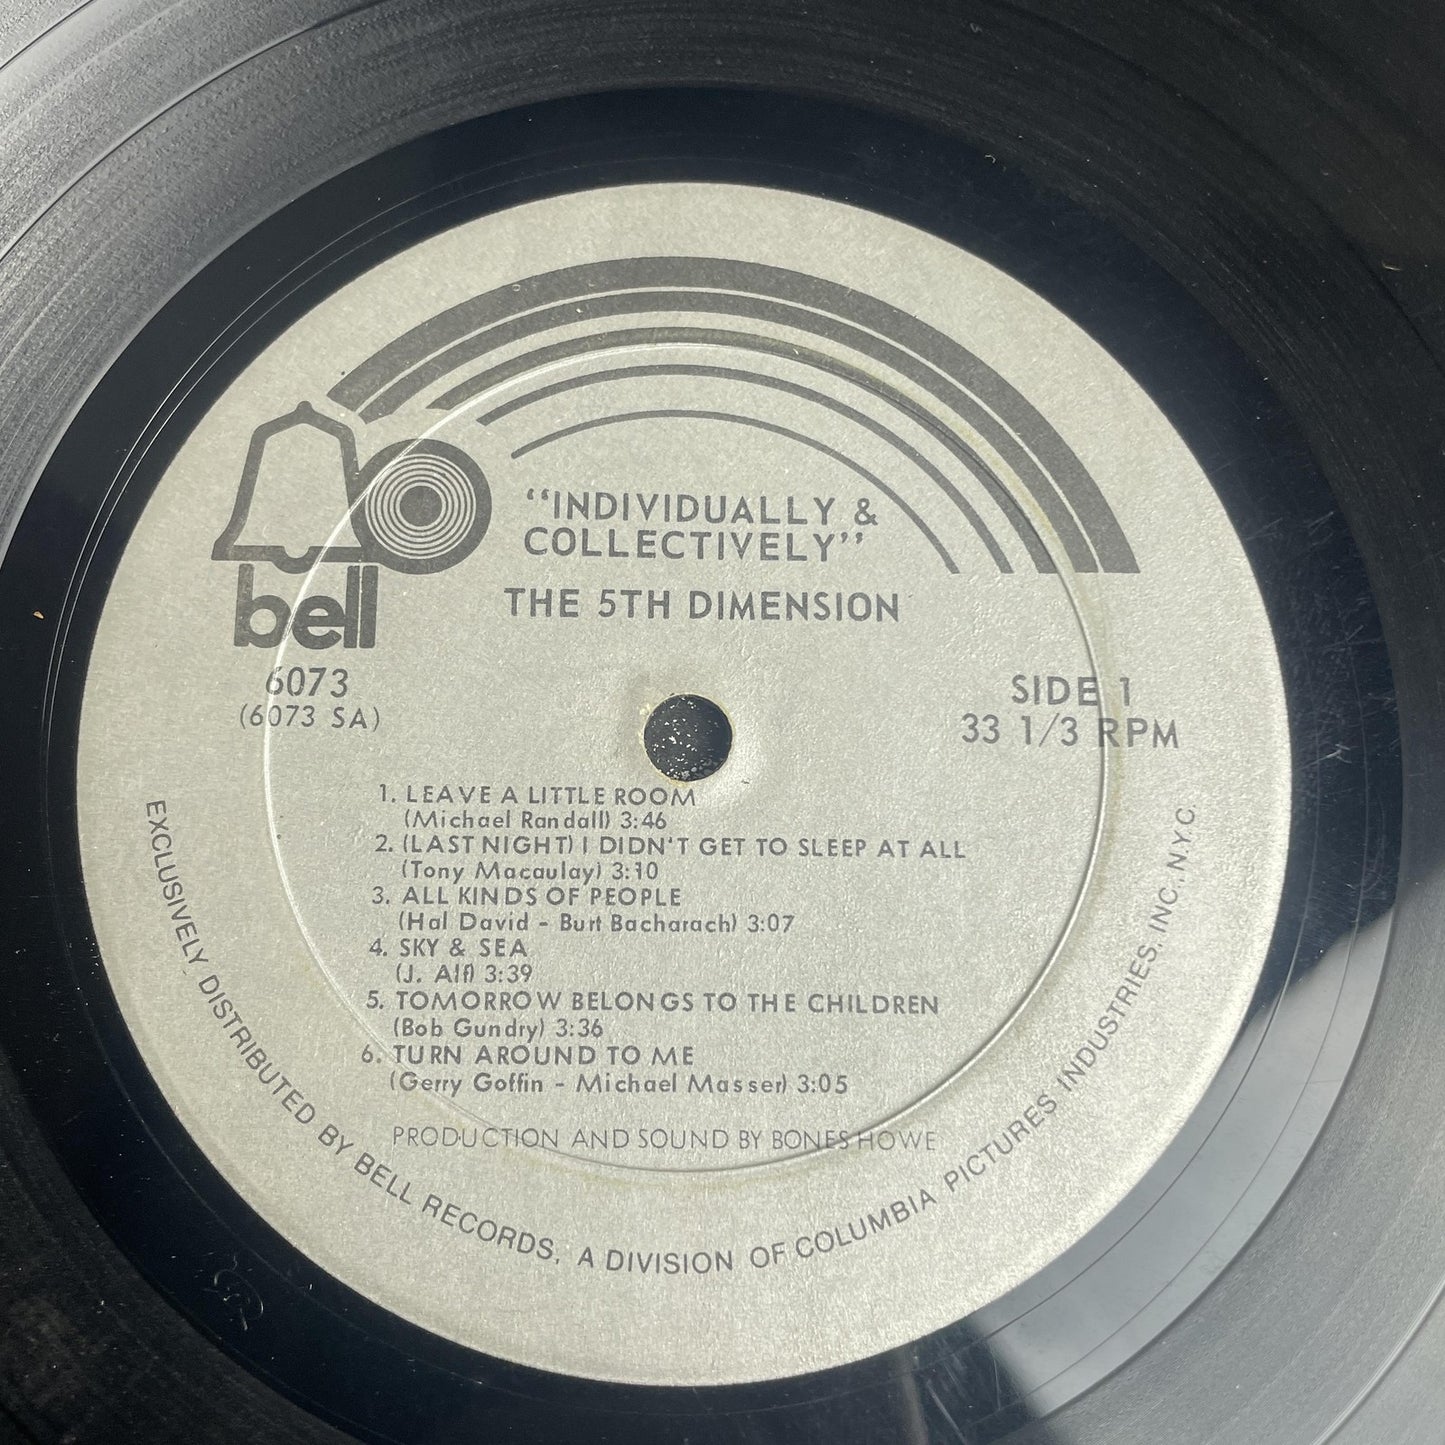 "INDIVIDUALLY &
COLLECTIVELY"
THE 5TH DIMENSION
bell
6073
(6073 SA)
SIDE 1
33 1/3 RPM
1. LEAVE A LITTLE ROOM
(Michael Randall) 3:46
2. (LAST NIGHT) I DIDN'T GET TO SLEEP AT ALL
(Tony Macaulay) 3:10
3. ALL KINDS OF PEOPLE
(Hal David - Burt Bacharach) 3:07
4. SKY & SEA
(J. Alf) 3:39
5. TOMORROW BELONGS TO THE CHILDREN
(Bob Gundry) 3:36
6. TURN AROUND TO ME
(Gerry Goffin - Michael Masser) 3:05
PRODUCTION AND SOUND BY BONES HOWE
EXCLUSIVELY DISTRIBUTED BY BELL RECORDS, A DIVISION OF COLUMBIA PICTURES INDUSTRIES, INC., N.Y.C.